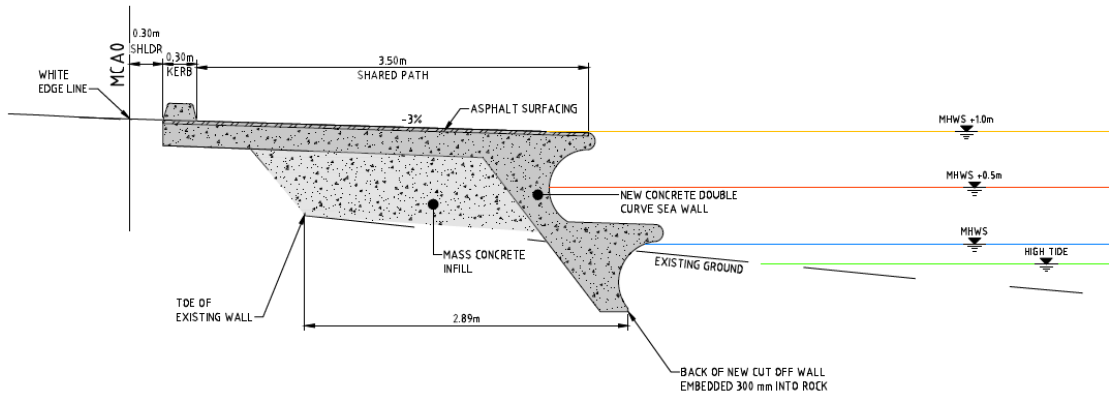 0.30m
SHLDR
MCA0
0.30m
KERB
3.50m
SHARED PATH
WHITE
EDGE LINE
ASPHALT SURFACING
-3%
MHWS +1.0m
MHWS +0.5m
NEW CONCRETE DOUBLE
CURVE SEA WALL
MHWS
HIGH TIDE
MASS CONCRETE
INFILL
EXISTING GROUND
TOE OF
EXISTING WALL
2.89m
BACK OF NEW CUT OFF WALL
EMBEDDED 300 mm INTO ROCK